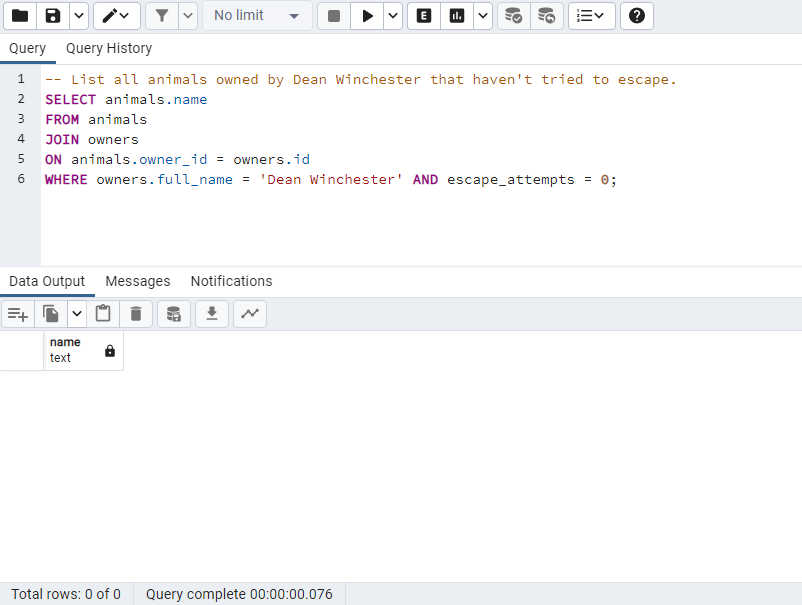 No limit
E
Query Query History
1 -- List all animals owned by Dean Winchester that haven't tried to escape.
2 SELECT animals.name
3 FROM animals
4 JOIN owners
5 ON animals.owner_id = owners.id
6 WHERE owners.full_name = 'Dean Winchester' AND escape_attempts = 0;
Data Output Messages Notifications
name
text
Total rows: 0 of 0 Query complete 00:00:00.076